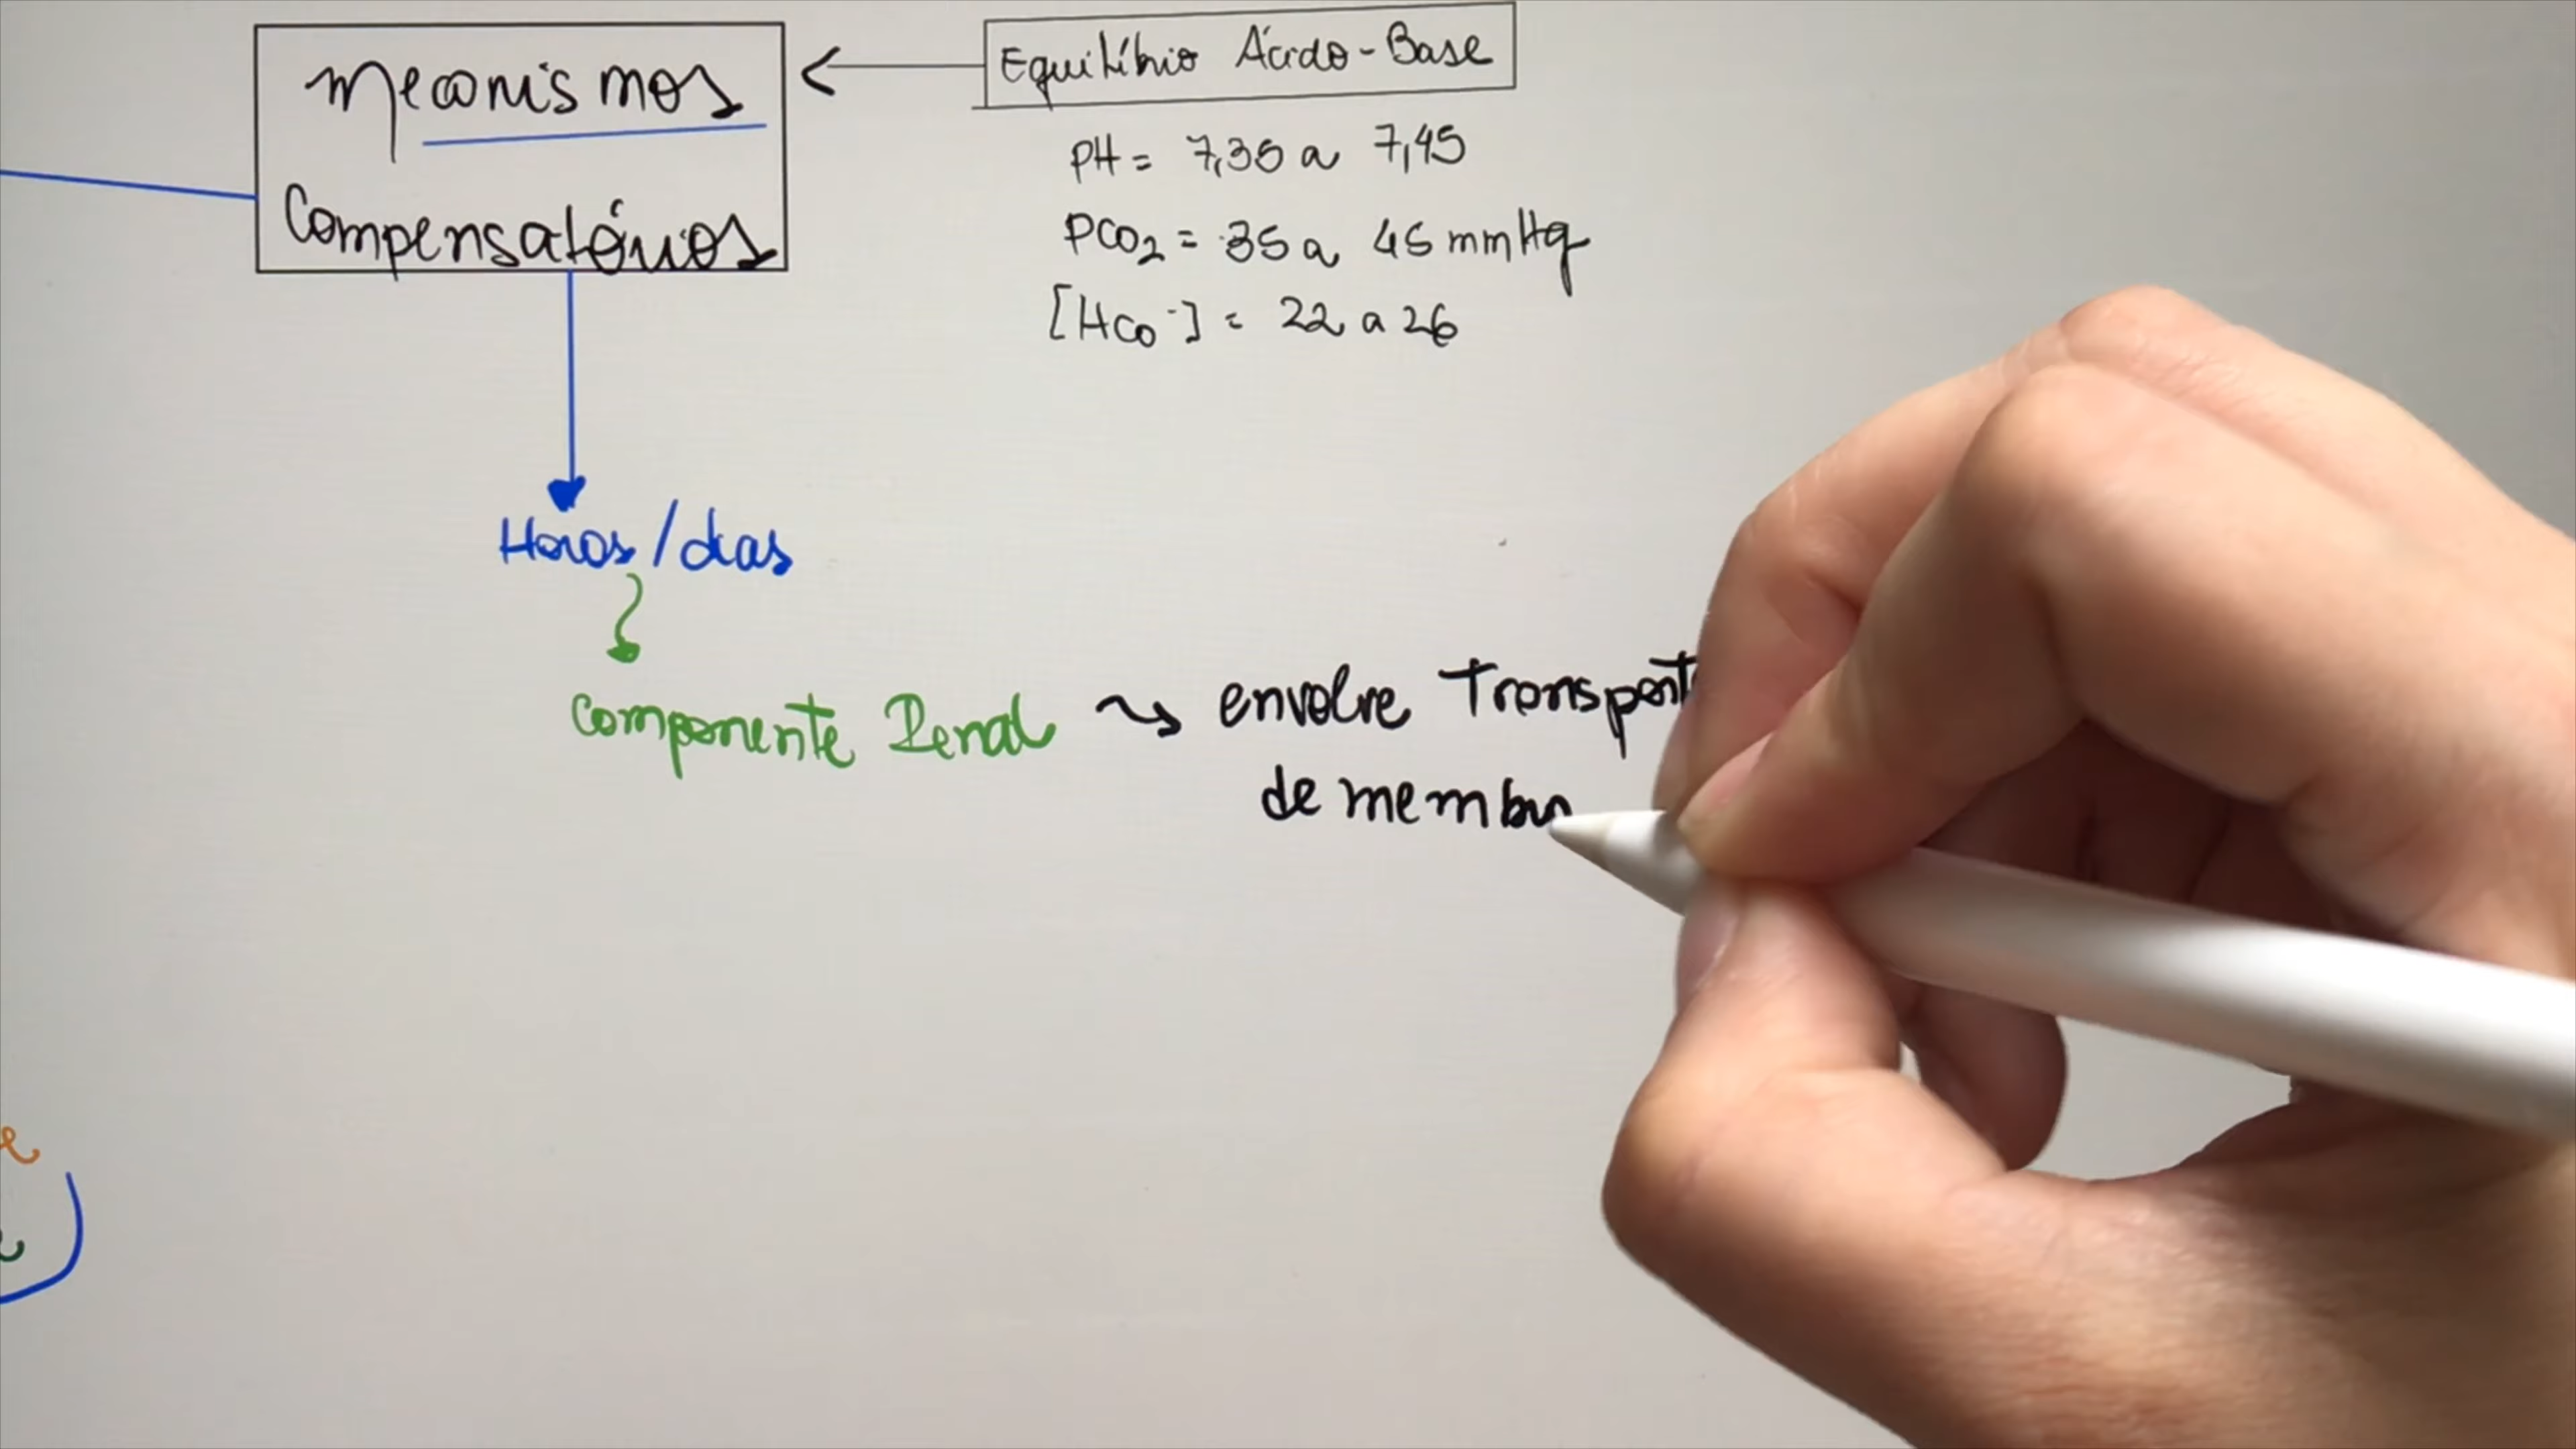 Mecanismos
Compensatórios
Equilíbrio Ácido-Base
pH = 7,35 a 7,45
PCO2 = 35 a 45 mmHg
[HCO-] = 22 a 26
Horas/dias
Componente Renal ⤳ envolve Transport
de membra